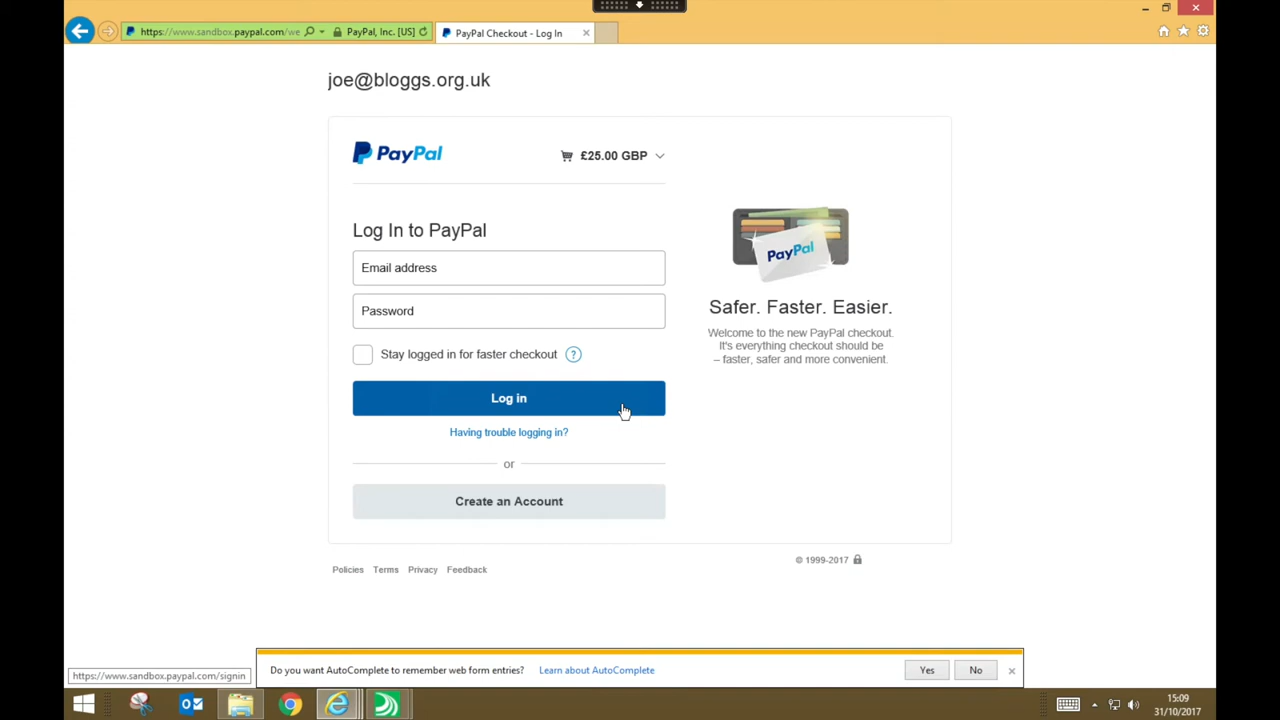 https://www.sandbox.paypal.com/we
PayPal, Inc. [US]
PayPal Checkout - Log In
joe@bloggs.org.uk
PayPal
£25.00 GBP
Log In to PayPal
Email address
Password
Stay logged in for faster checkout ?
Log in
Having trouble logging in?
or
Create an Account
PayPal
Safer. Faster. Easier.
Welcome to the new PayPal checkout.
It's everything checkout should be
– faster, safer and more convenient.
Policies Terms Privacy Feedback
© 1999-2017
Do you want AutoComplete to remember web form entries? Learn about AutoComplete Yes No
https://www.sandbox.paypal.com/signin
15:09
31/10/2017